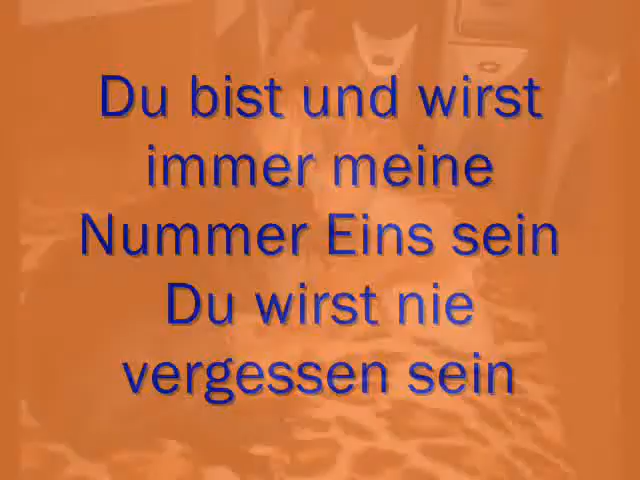 Du bist und wirst
immer meine
Nummer Eins sein
Du wirst nie
vergessen sein